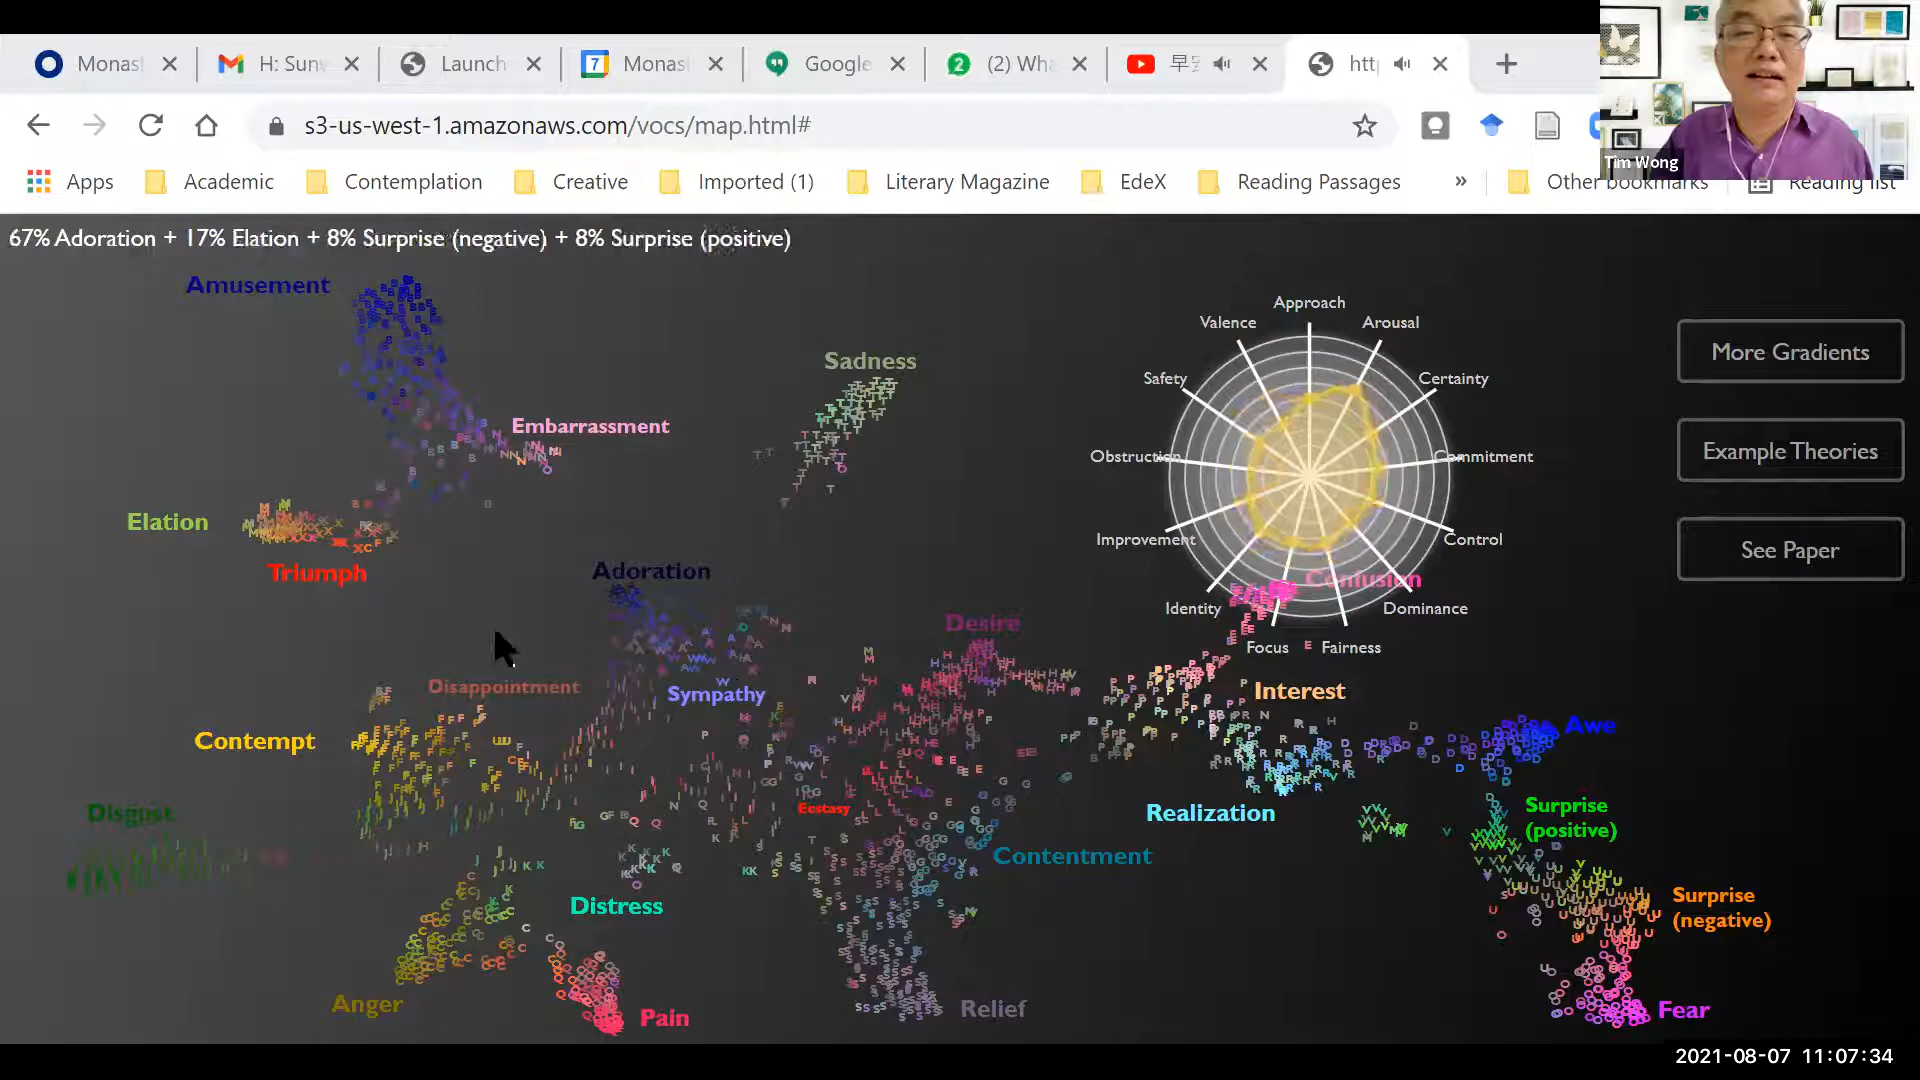 Monas
H: Sun
Launch
7
Monas
Google
2
(2) Wha
早
htt
s3-us-west-1.amazonaws.com/vocs/map.html#
Tim Wong
Apps
Academic
Contemplation
Creative
Imported (1)
Literary Magazine
EdeX
Reading Passages
»
Other bookmarks
Reading list
67% Adoration + 17% Elation + 8% Surprise (negative) + 8% Surprise (positive)
Amusement
Approach
Valence
Arousal
More Gradients
Sadness
Safety
Certainty
Embarrassment
Obstruction
Commitment
Example Theories
Elation
Improvement
Control
See Paper
Triumph
Adoration
Confusion
Identity
Dominance
Desire
Focus
Fairness
Disappointment
Sympathy
Interest
Contempt
Awe
Disgust
Ecstasy
Realization
Surprise
(positive)
Contentment
Distress
Surprise
(negative)
Anger
Pain
Relief
Fear
2021-08-07 11:07:34